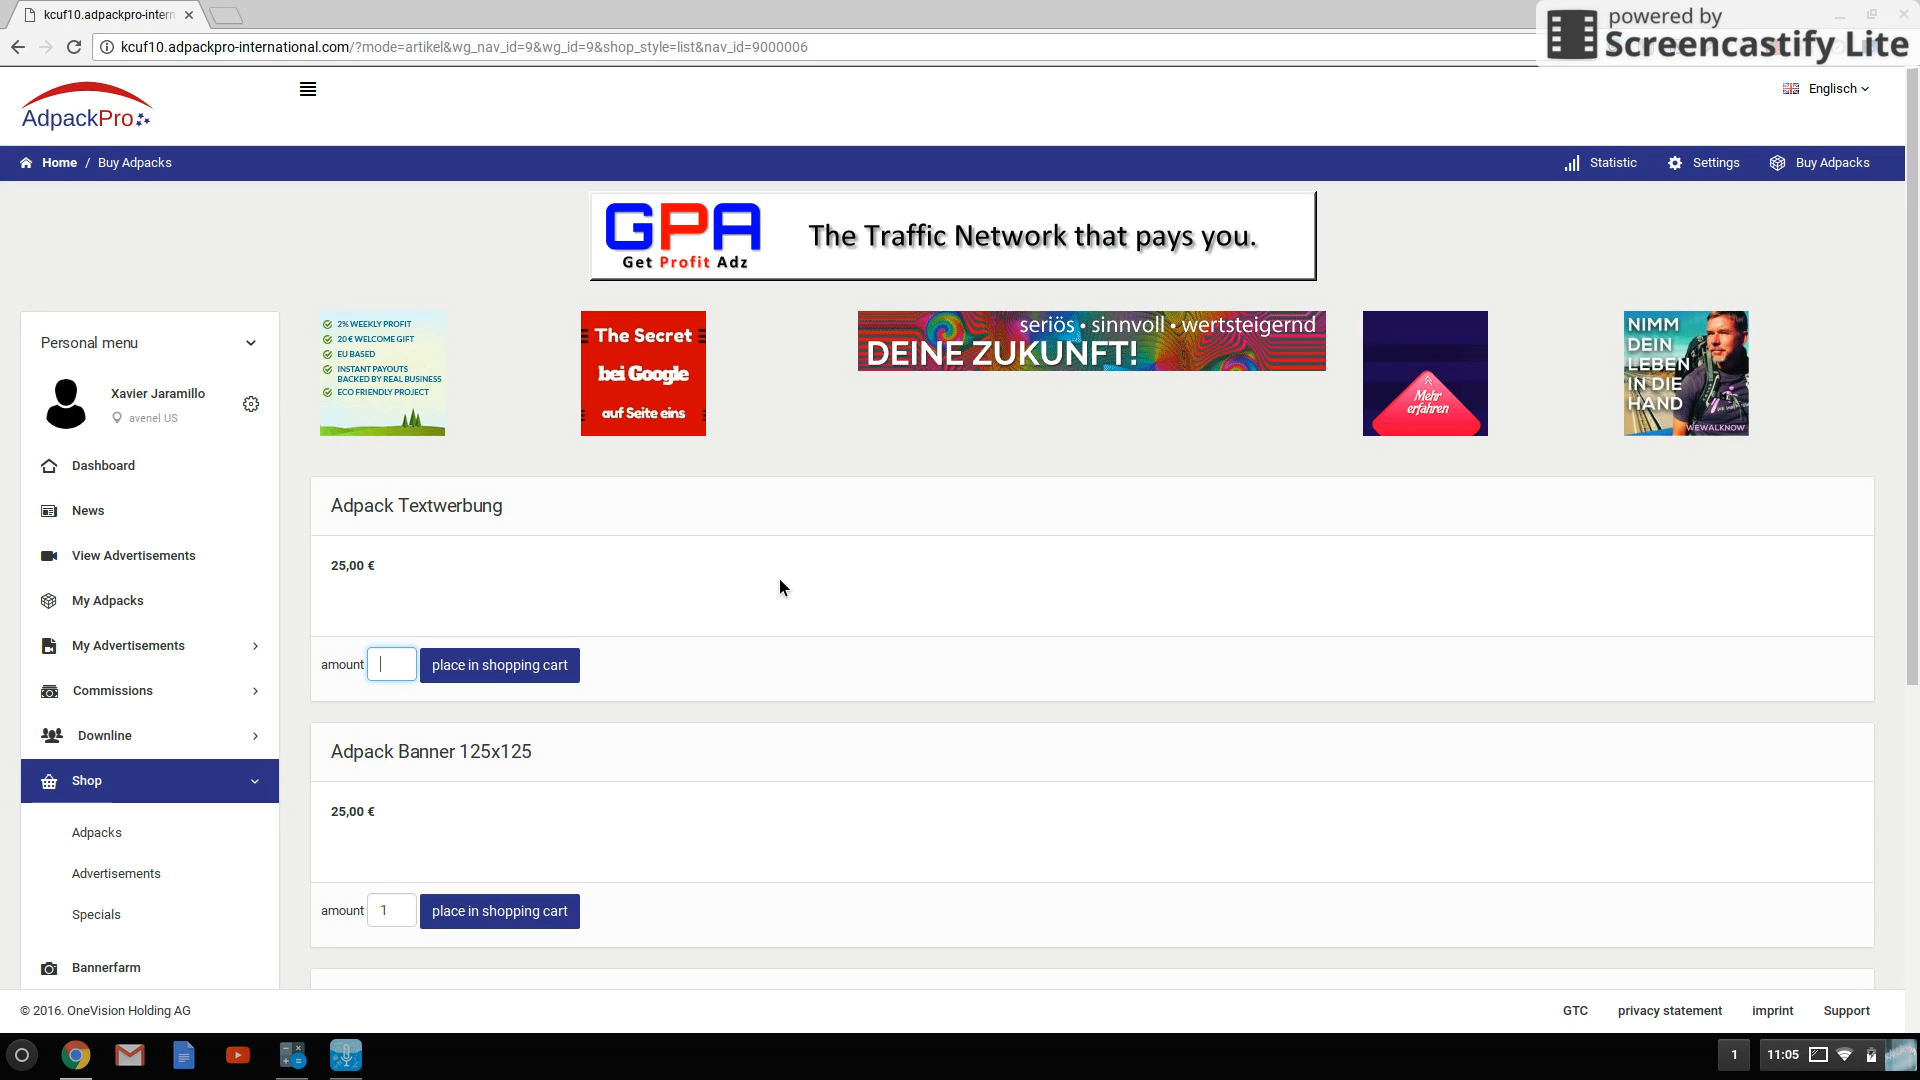 kcuf10.adpackpro-intern
powered by
Screencastify Lite
kcuf10.adpackpro-international.com/?mode=artikel&wg_nav_id=9&wg_id=9&shop_style=list&nav_id=9000006
AdpackPro
Englisch
Home / Buy Adpacks
Statistic
Settings
Buy Adpacks
GPA
Get Profit Adz
The Traffic Network that pays you.
2% WEEKLY PROFIT
20 € WELCOME GIFT
EU BASED
INSTANT PAYOUTS
BACKED BY REAL BUSINESS
ECO FRIENDLY PROJECT
The Secret
bei Google
auf Seite eins
seriös • sinnvoll • wertsteigernd
DEINE ZUKUNFT!
Mehr
erfahren
NIMM
DEIN
LEBEN
IN DIE
HAND
WEWALKNOW
Personal menu
Xavier Jaramillo
avenel US
Dashboard
News
View Advertisements
My Adpacks
My Advertisements
Commissions
Downline
Shop
Adpacks
Advertisements
Specials
Bannerfarm
Adpack Textwerbung
25,00 €
amount
place in shopping cart
Adpack Banner 125x125
25,00 €
amount 1 place in shopping cart
© 2016. OneVision Holding AG
GTC
privacy statement
imprint
Support
1
11:05